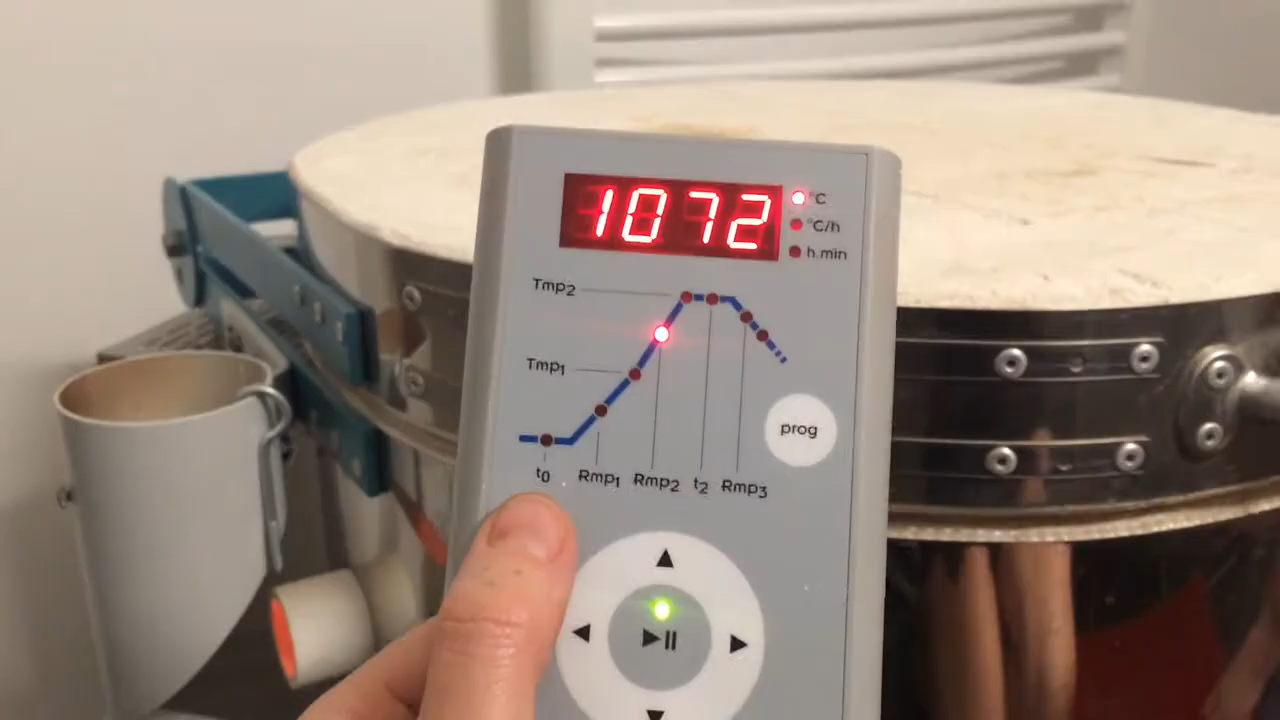 1072
°C
°C/h
h.min
Tmp2
Tmp1
prog
t0 Rmp1 Rmp2 t2 Rmp3